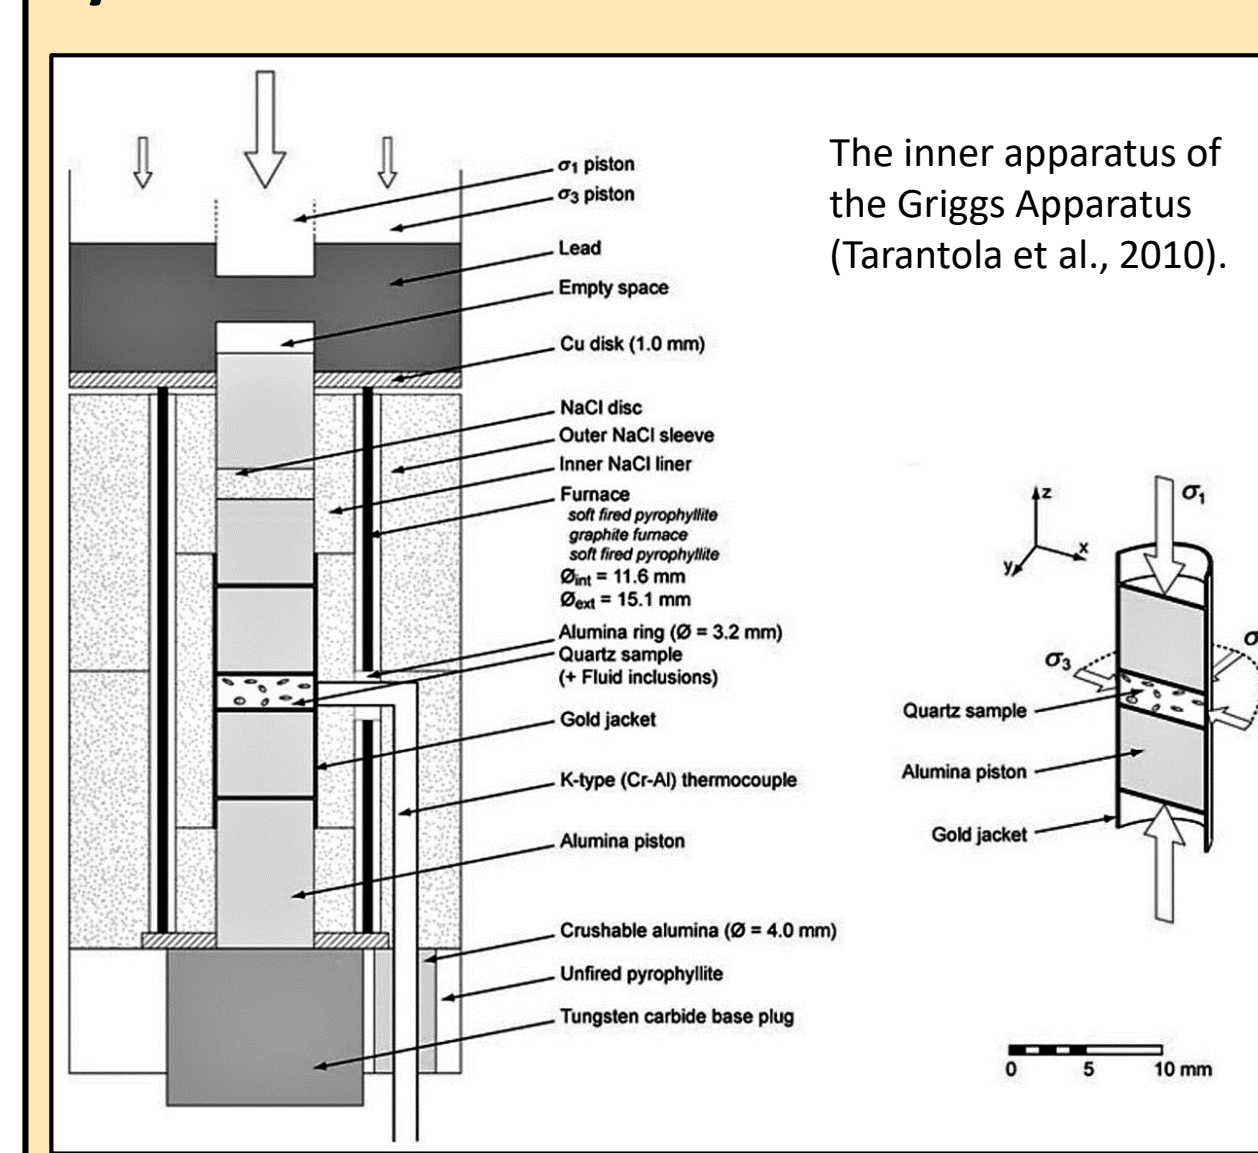 The inner apparatus of
the Griggs Apparatus
(Tarantola et al., 2010).
σ1 piston
σ3 piston
Lead
Empty space
Cu disk (1.0 mm)
NaCl disc
Outer NaCl sleeve
Inner NaCl liner
Furnace
soft fired pyrophyllite
graphite furnace
soft fired pyrophyllite
Øint = 11.6 mm
Øext = 15.1 mm
Alumina ring (Ø = 3.2 mm)
Quartz sample
(+ Fluid inclusions)
Gold jacket
K-type (Cr-Al) thermocouple
Alumina piston
Crushable alumina (Ø = 4.0 mm)
Unfired pyrophyllite
Tungsten carbide base plug
z
x
y
σ1
σ3
σ
Quartz sample
Alumina piston
Gold jacket
0 5 10 mm